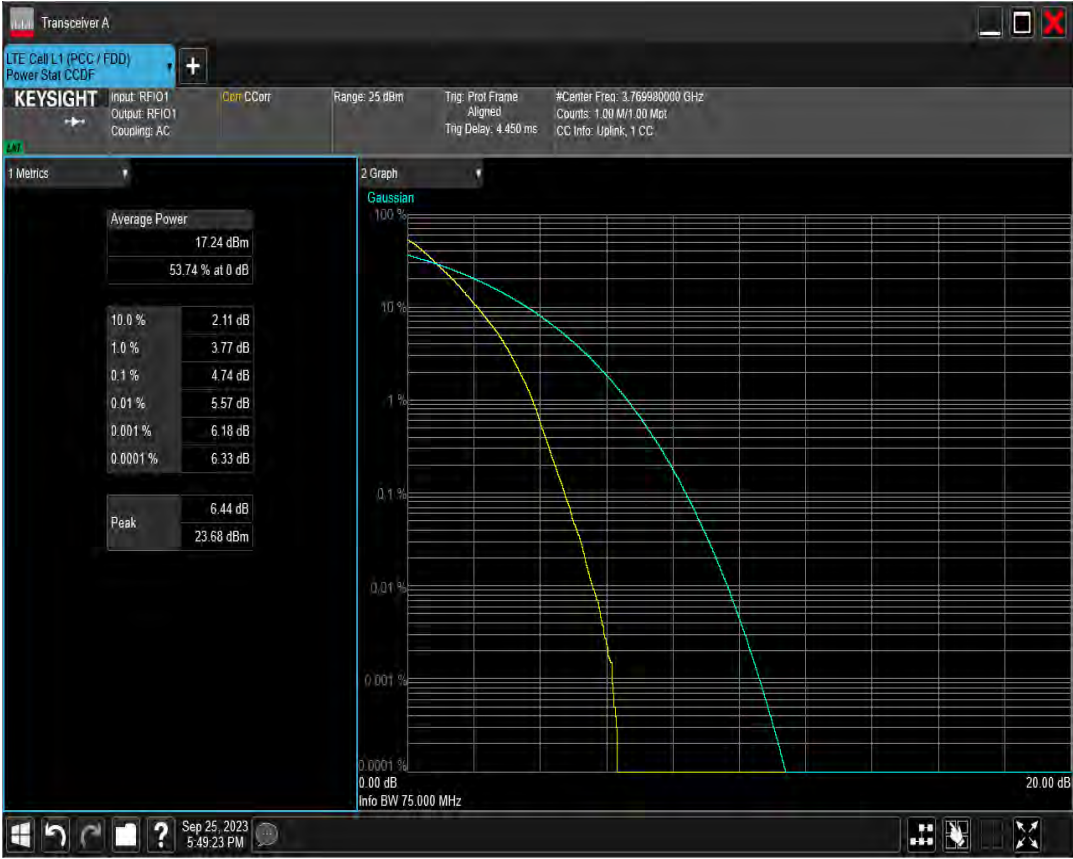 Transceiver A
LTE Cell L1 (PCC / FDD)
Power Stat CCDF
KEYSIGHT
Input: RFIO1
Output: RFIO1
Coupling: AC
Corr CCorr
Range: 25 dBm
Trig: Prot Frame
Aligned
Trig Delay: 4.450 ms
#Center Freq: 3.769980000 GHz
Counts: 1.00 M/1.00 Mpt
CC Info: Uplink, 1 CC
1 Metrics
Average Power
17.24 dBm
53.74 % at 0 dB
10.0 % 2.11 dB
1.0 % 3.77 dB
0.1 % 4.74 dB
0.01 % 5.57 dB
0.001 % 6.18 dB
0.0001 % 6.33 dB
Peak
6.44 dB
23.68 dBm
2 Graph
Gaussian
100 %
10 %
1 %
0.1 %
0.01 %
0.001 %
0.0001 %
0.00 dB
20.00 dB
Info BW 75.000 MHz
Sep 25, 2023
5:49:23 PM